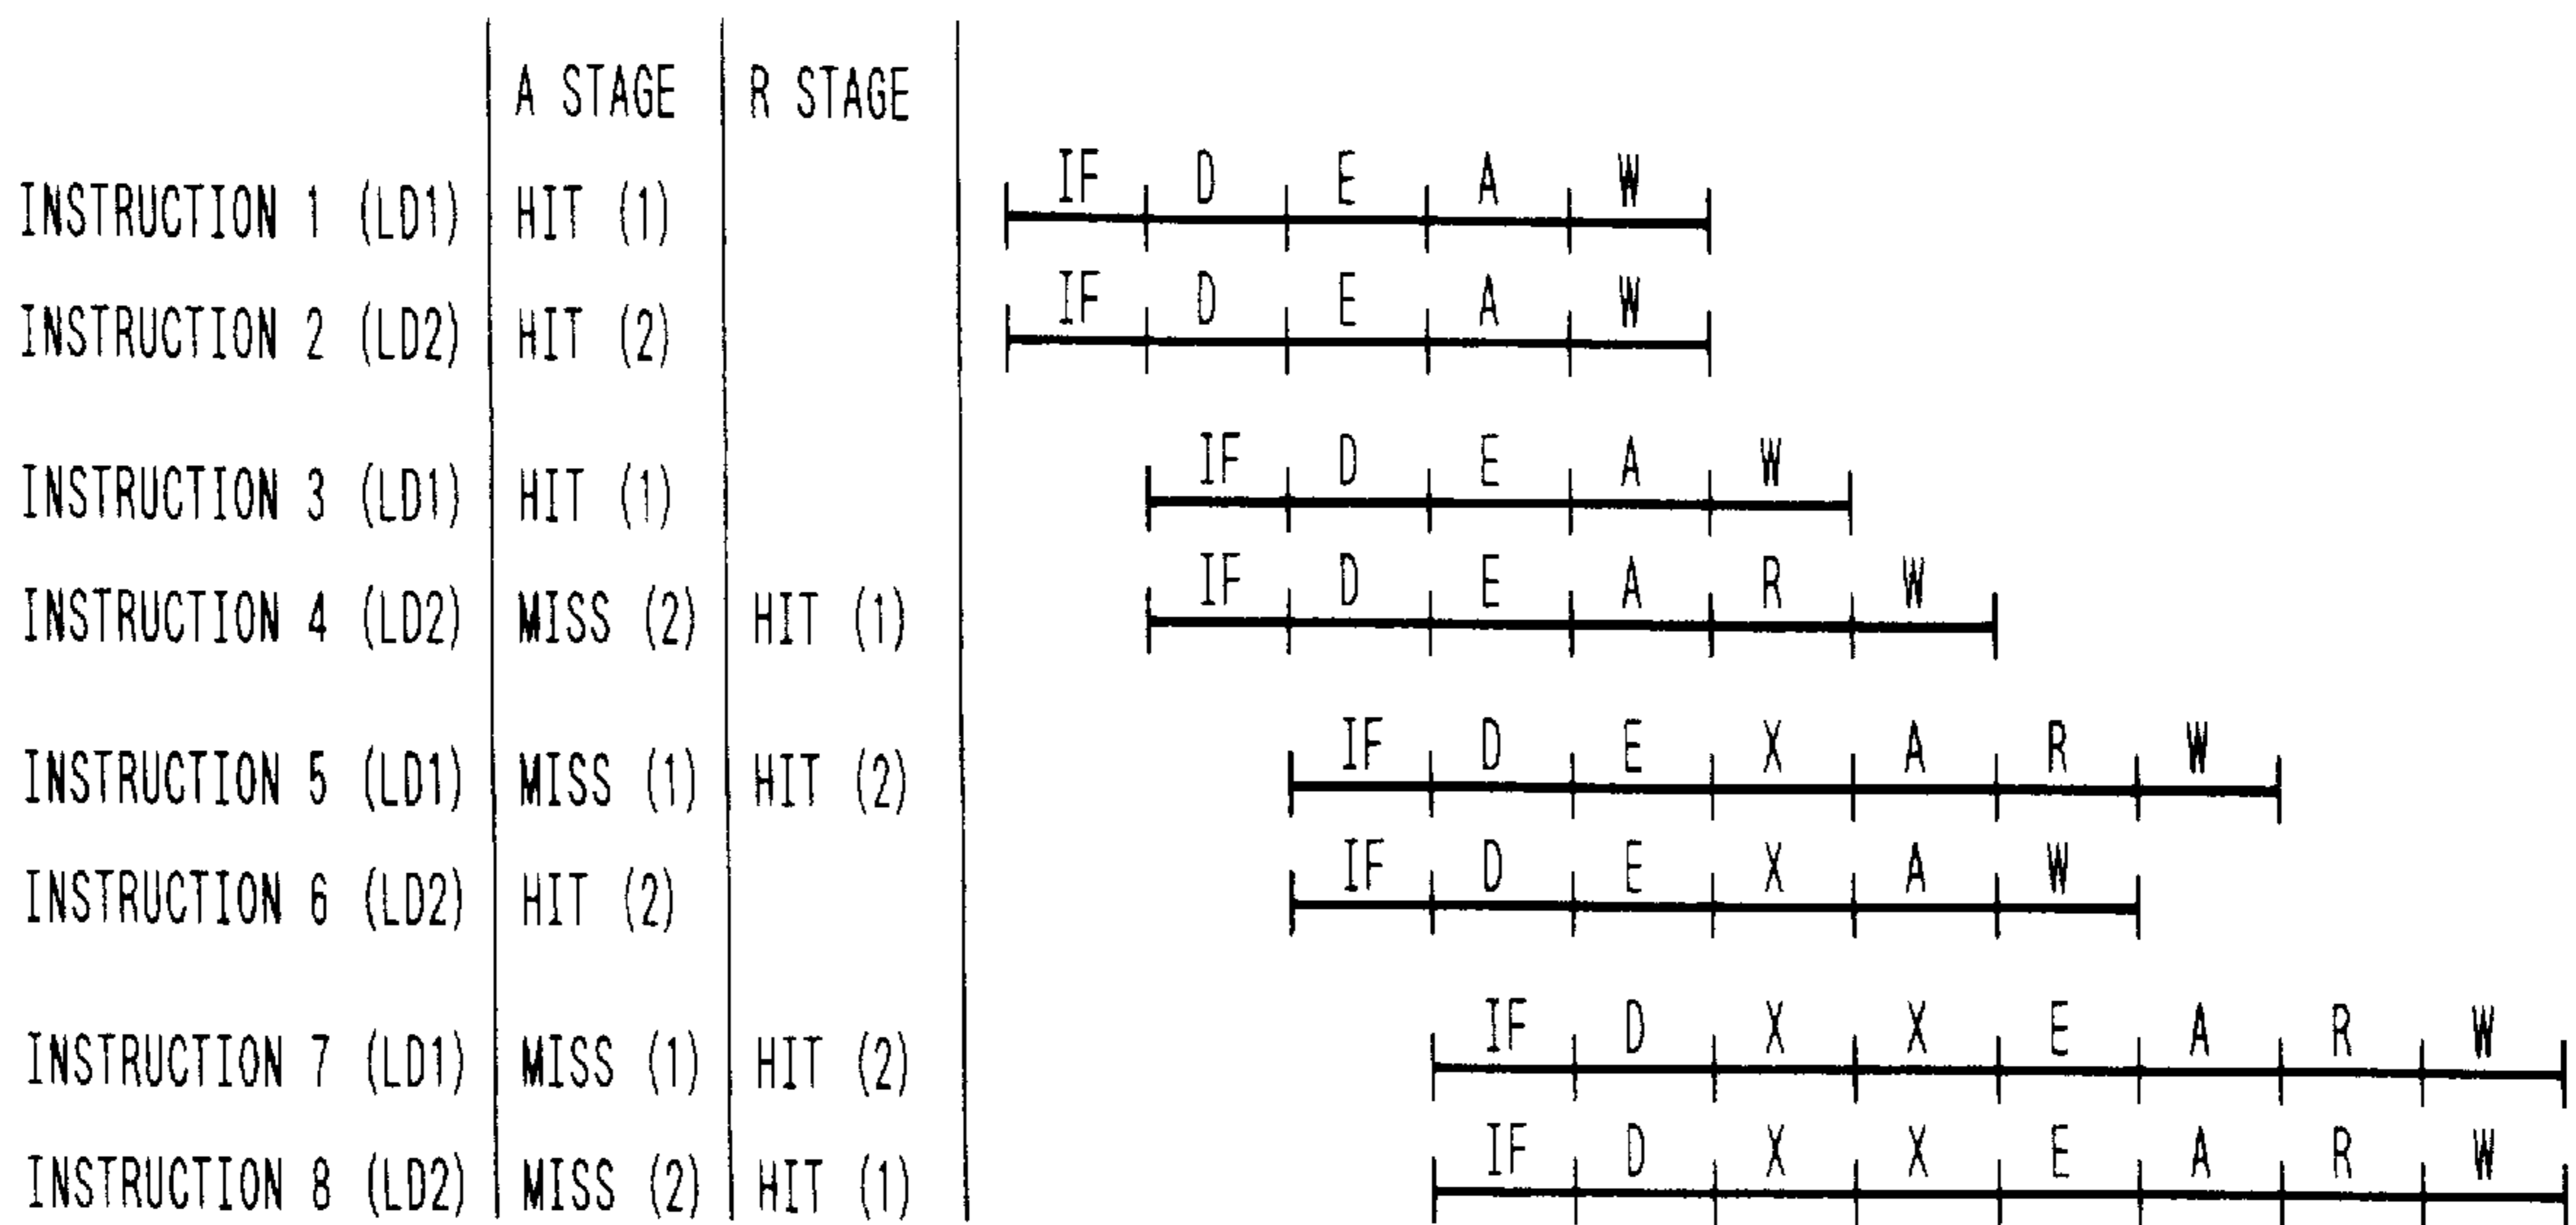 A STAGE R STAGE
IF D E A W
INSTRUCTION 1 (LD1) HIT (1)
IF D E A W
INSTRUCTION 2 (LD2) HIT (2)
IF D E A W
INSTRUCTION 3 (LD1) HIT (1)
IF D E A R W
INSTRUCTION 4 (LD2) MISS (2) HIT (1)
IF D E X A R W
INSTRUCTION 5 (LD1) MISS (1) HIT (2)
IF D E X A W
INSTRUCTION 6 (LD2) HIT (2)
IF D X X E A R W
INSTRUCTION 7 (LD1) MISS (1) HIT (2)
IF D X X E A R W
INSTRUCTION 8 (LD2) MISS (2) HIT (1)